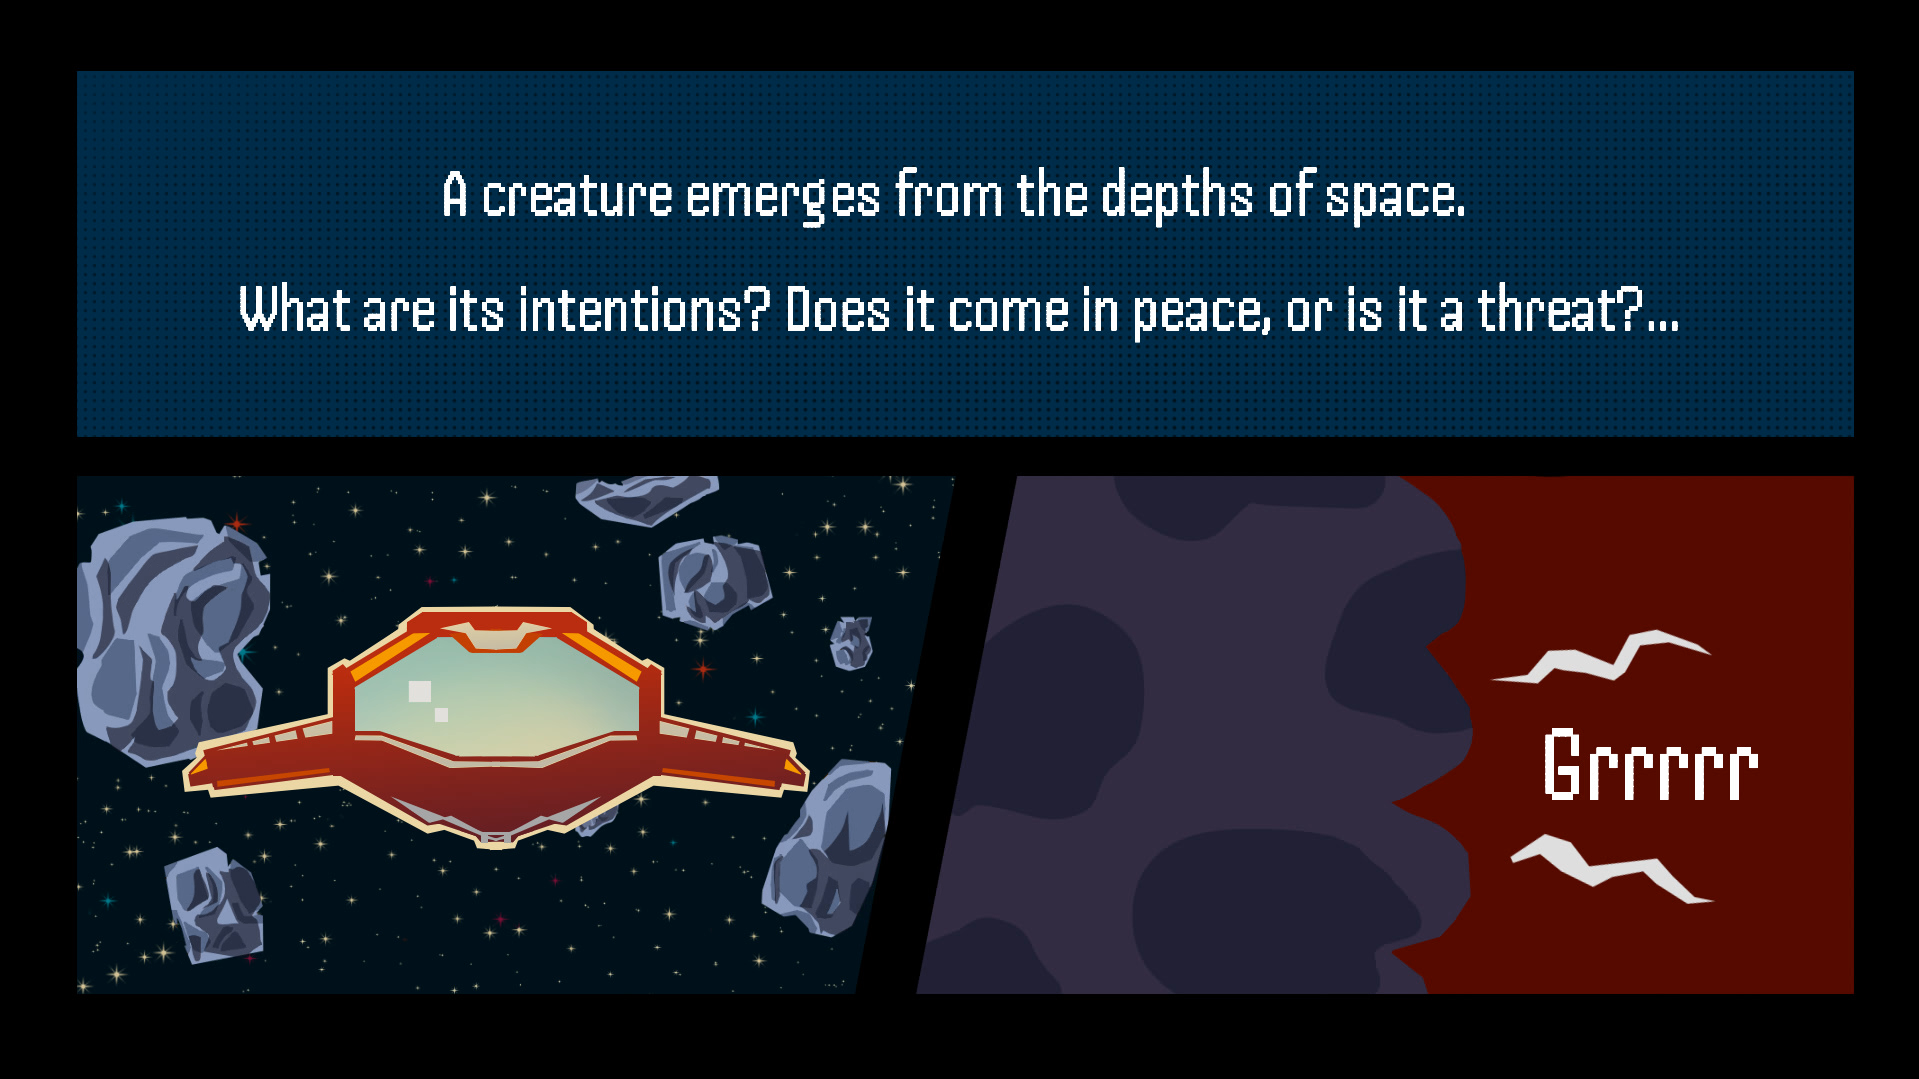 A creature emerges from the depths of space.
What are its intentions? Does it come in peace, or is it a threat?...
Grrrrr